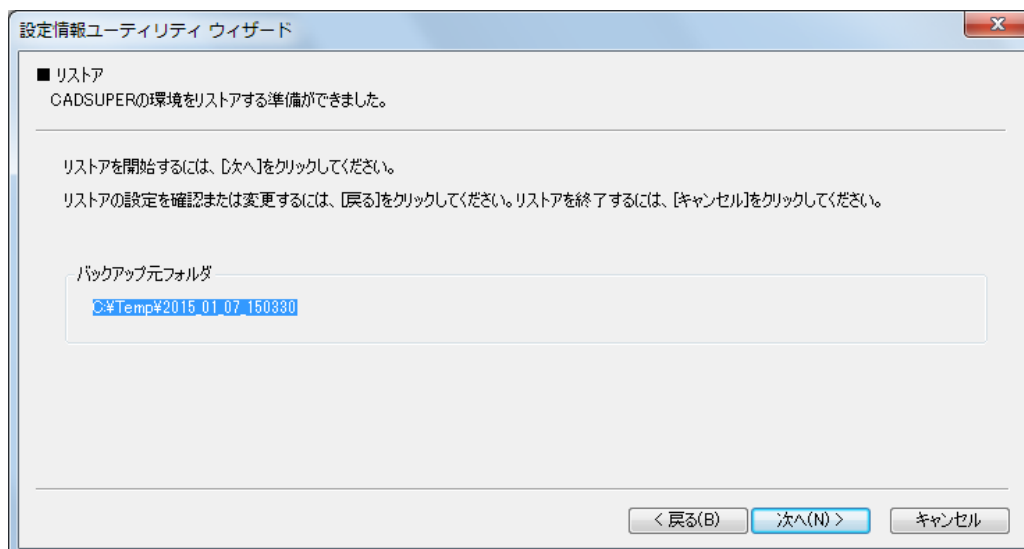 設定情報ユーティリティ ウィザード
■ リストア
CADSUPERの環境をリストアする準備ができました。
リストアを開始するには、[次へ]をクリックしてください。
リストアの設定を確認または変更するには、[戻る]をクリックしてください。リストアを終了するには、[キャンセル]をクリックしてください。
バックアップ元フォルダ
C:¥Temp¥2015_01_07_150330
< 戻る(B) 次へ(N) > キャンセル